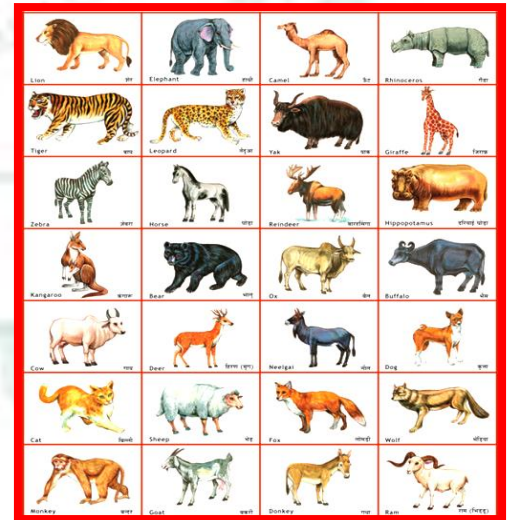 Lion शेर
Elephant हाथी
Camel ऊँट
Rhinoceros गैंडा
Tiger बाघ
Leopard तेंदुआ
Yak याक
Giraffe जिराफ
Zebra जेबरा
Horse घोड़ा
Reindeer बारहसिंगा
Hippopotamus दरियाई घोड़ा
Kangaroo कंगारू
Bear भालू
Ox बैल
Buffalo भैंस
Cow गाय
Deer हिरण (मृग)
Neelgai
Dog कुत्ता
Cat बिल्ली
Sheep भेड़
Fox लोमड़ी
Wolf भेड़िया
Monkey बन्दर
Goat बकरी
Donkey गधा
Ram